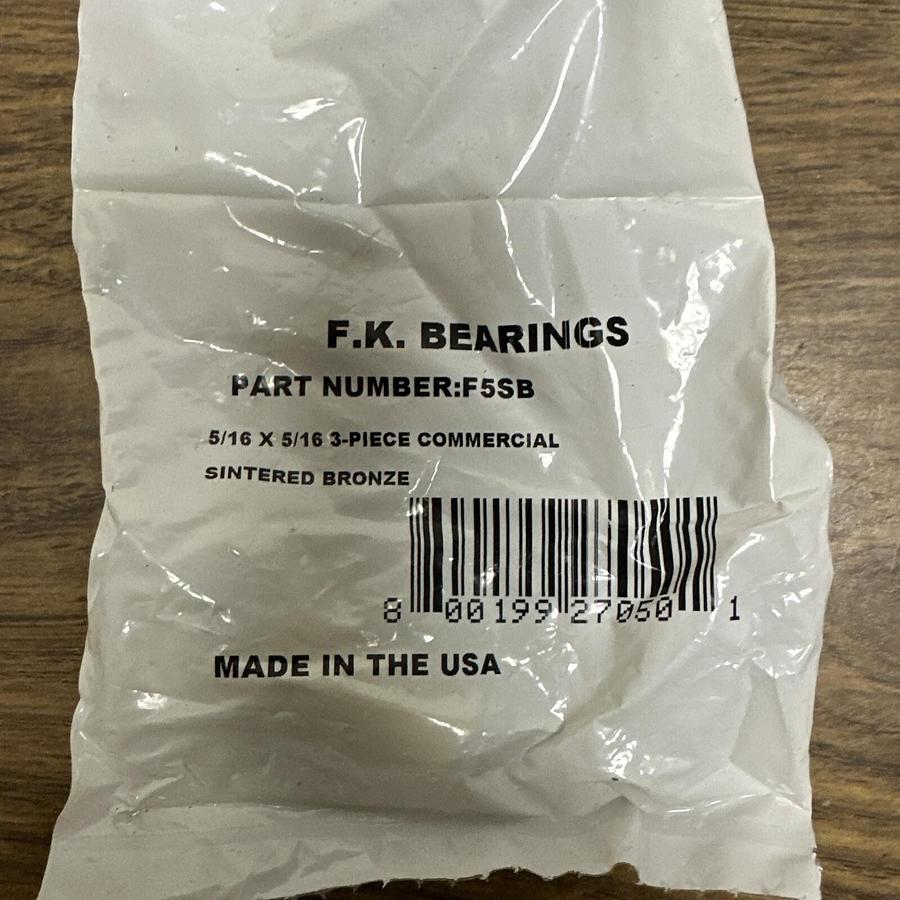 F.K. BEARINGS
PART NUMBER:F5SB
5/16 X 5/16 3-PIECE COMMERCIAL
SINTERED BRONZE
8 00199 27050 1
MADE IN THE USA